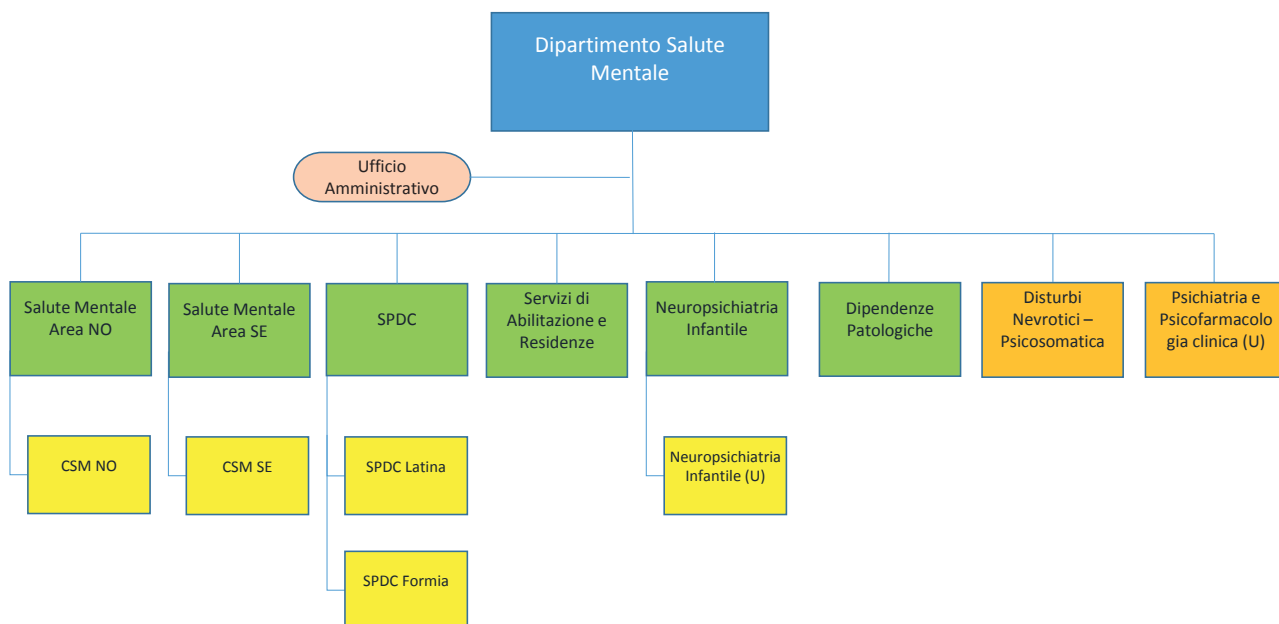 Dipartimento Salute
Mentale
Ufficio
Amministrativo
Salute Mentale
Area NO
Salute Mentale
Area SE
SPDC
Servizi di
Abilitazione e
Residenze
Neuropsichiatria
Infantile
Dipendenze
Patologiche
Disturbi
Nevrotici –
Psicosomatica
Psichiatria e
Psicofarmacolo
gia clinica (U)
CSM NO
CSM SE
SPDC Latina
Neuropsichiatria
Infantile (U)
SPDC Formia